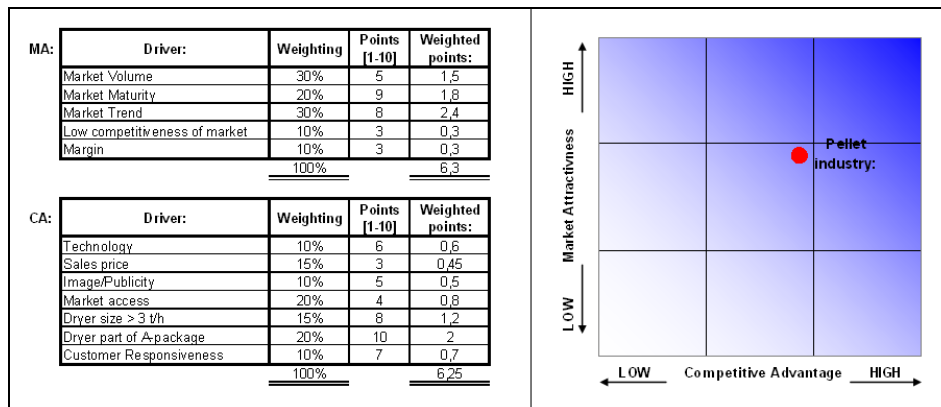 MA: Driver: Weighting Points [1-10] Weighted points:
Market Volume 30% 5 1,5
Market Maturity 20% 9 1,8
Market Trend 30% 8 2,4
Low competitiveness of market 10% 3 0,3
Margin 10% 3 0,3
100% 6,3
CA: Driver: Weighting Points [1-10] Weighted points:
Technology 10% 6 0,6
Sales price 15% 3 0,45
Image/Publicity 10% 5 0,5
Market access 20% 4 0,8
Dryer size > 3 t/h 15% 8 1,2
Dryer part of A-package 20% 10 2
Customer Responsiveness 10% 7 0,7
100% 6,25
HIGH
Market Attractivness
LOW
Pellet
industry:
LOW Competitive Advantage HIGH